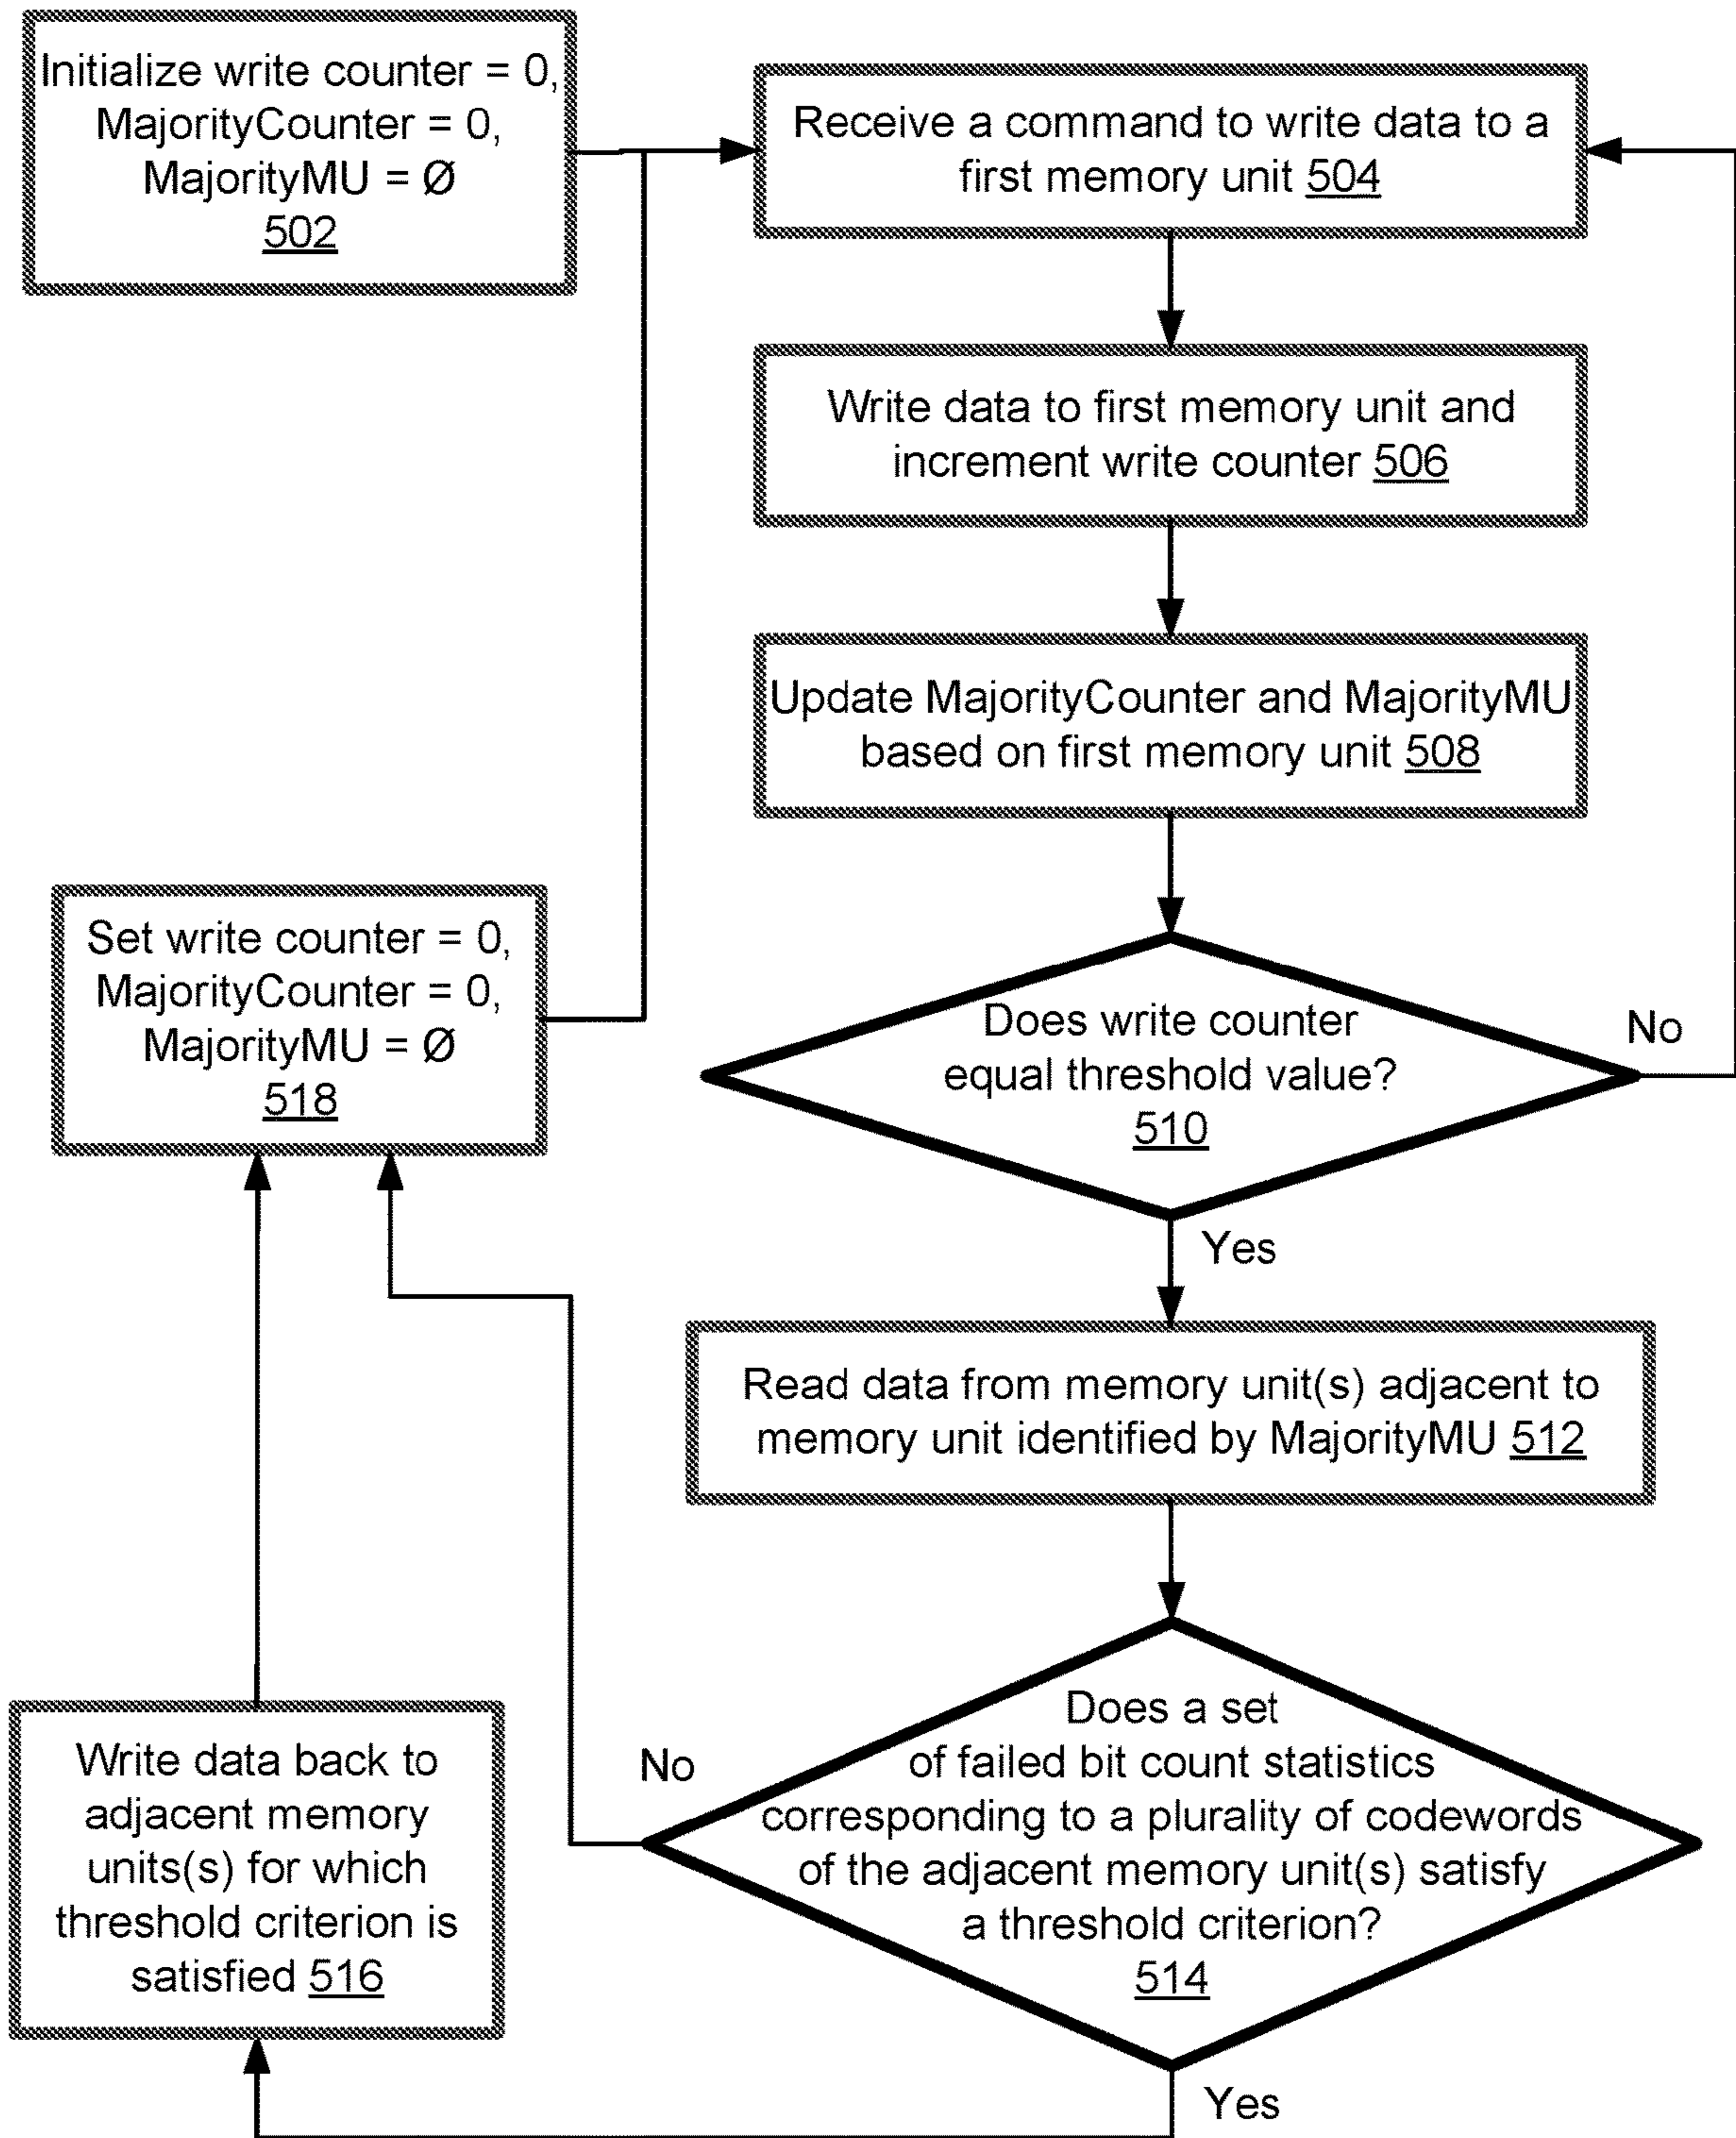 Initialize write counter = 0,
MajorityCounter = 0,
MajorityMU = Ø
502
Receive a command to write data to a
first memory unit 504
Write data to first memory unit and
increment write counter 506
Update MajorityCounter and MajorityMU
based on first memory unit 508
Set write counter = 0,
MajorityCounter = 0,
MajorityMU = Ø
518
Does write counter
equal threshold value?
510
No
Yes
Read data from memory unit(s) adjacent to
memory unit identified by MajorityMU 512
Does a set
of failed bit count statistics
corresponding to a plurality of codewords
of the adjacent memory unit(s) satisfy
a threshold criterion?
514
No
Yes
Write data back to
adjacent memory
units(s) for which
threshold criterion is
satisfied 516